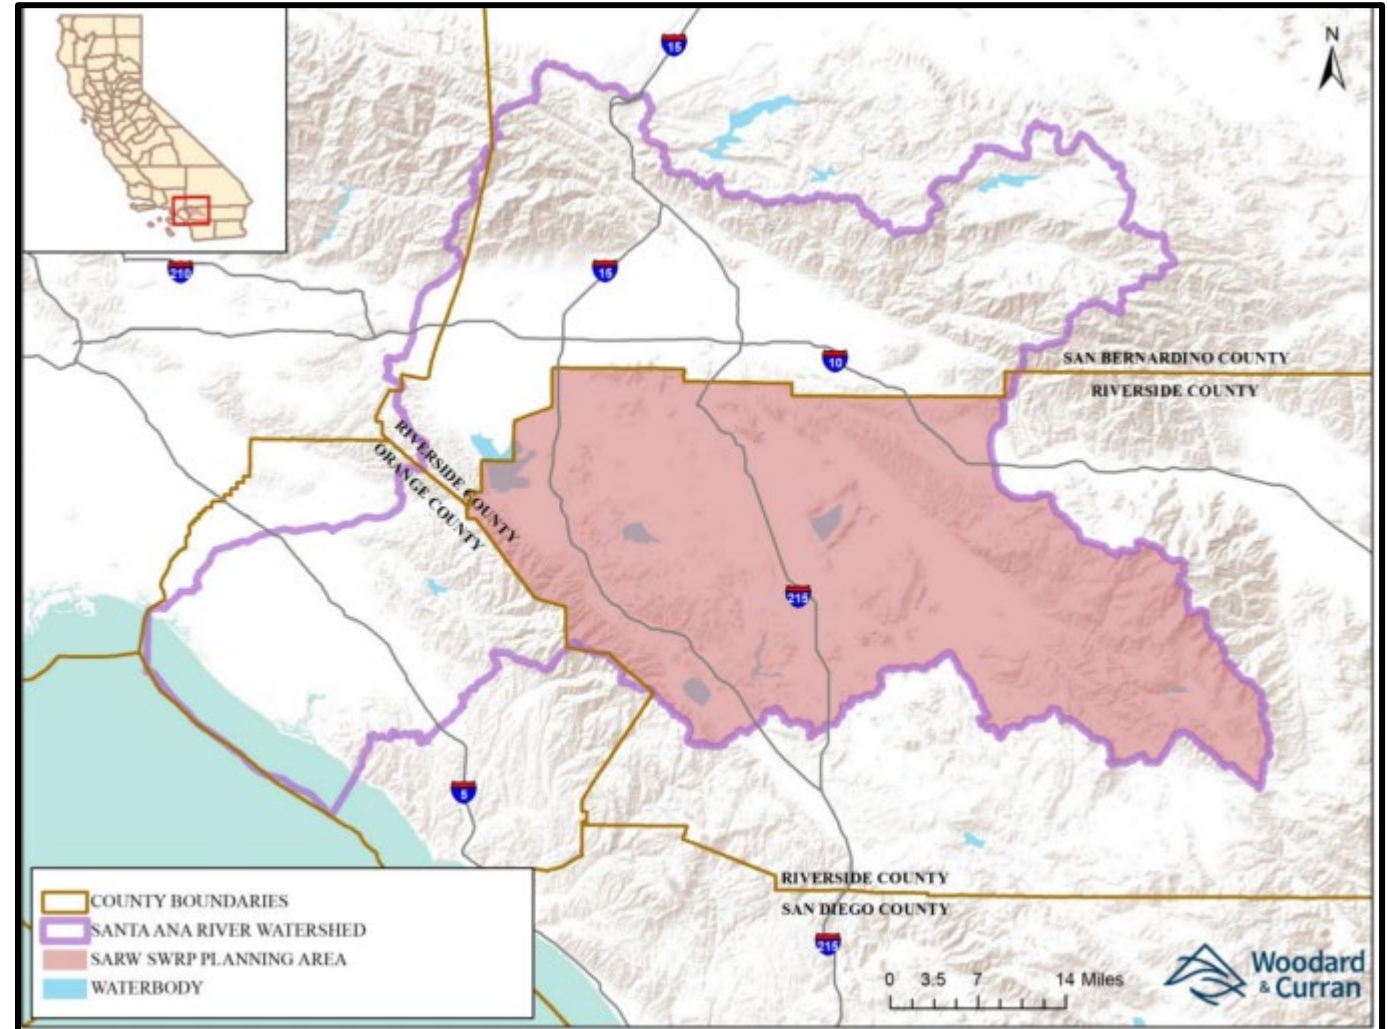 N
15
210
15
10
SAN BERNARDINO COUNTY
RIVERSIDE COUNTY
RIVERSIDE COUNTY
ORANGE COUNTY
215
5
RIVERSIDE COUNTY
SAN DIEGO COUNTY
215
COUNTY BOUNDARIES
SANTA ANA RIVER WATERSHED
SARW SWRP PLANNING AREA
WATERBODY
0 3.5 7 14 Miles
Woodard
& Curran